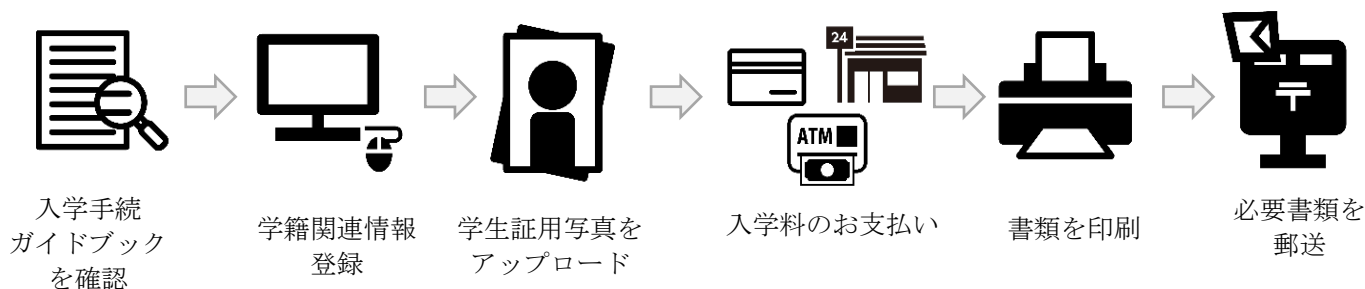 24
ATM
入学手続
ガイドブック
を確認
学籍関連情報
登録
学生証用写真を
アップロード
入学料のお支払い
書類を印刷
必要書類を
郵送